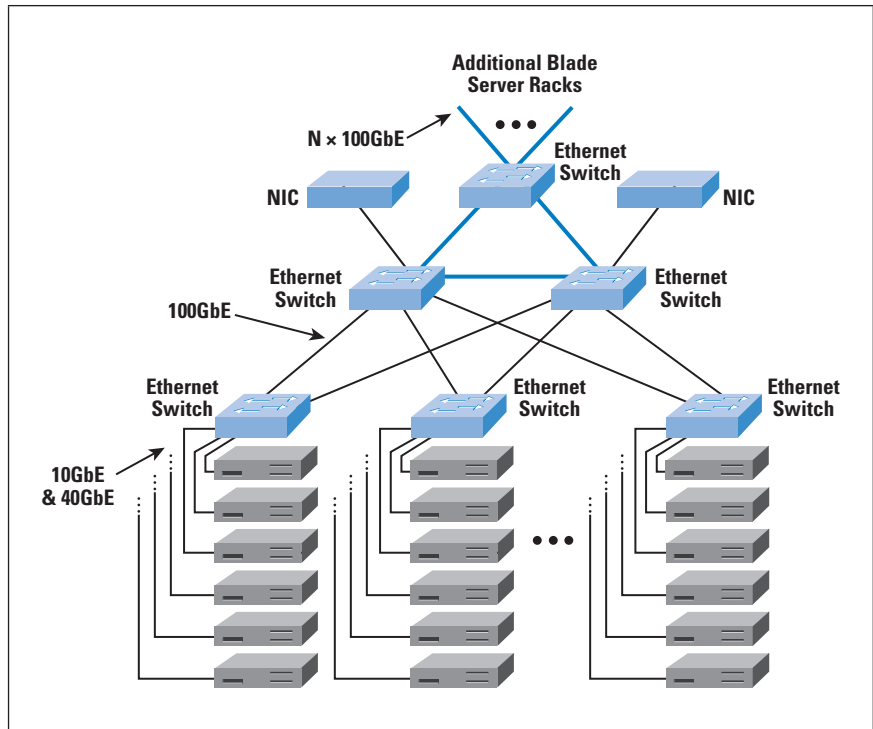 Additional Blade
Server Racks
N × 100GbE
Ethernet
Switch
NIC
NIC
Ethernet
Switch
Ethernet
Switch
100GbE
Ethernet
Switch
Ethernet
Switch
Ethernet
Switch
10GbE
& 40GbE